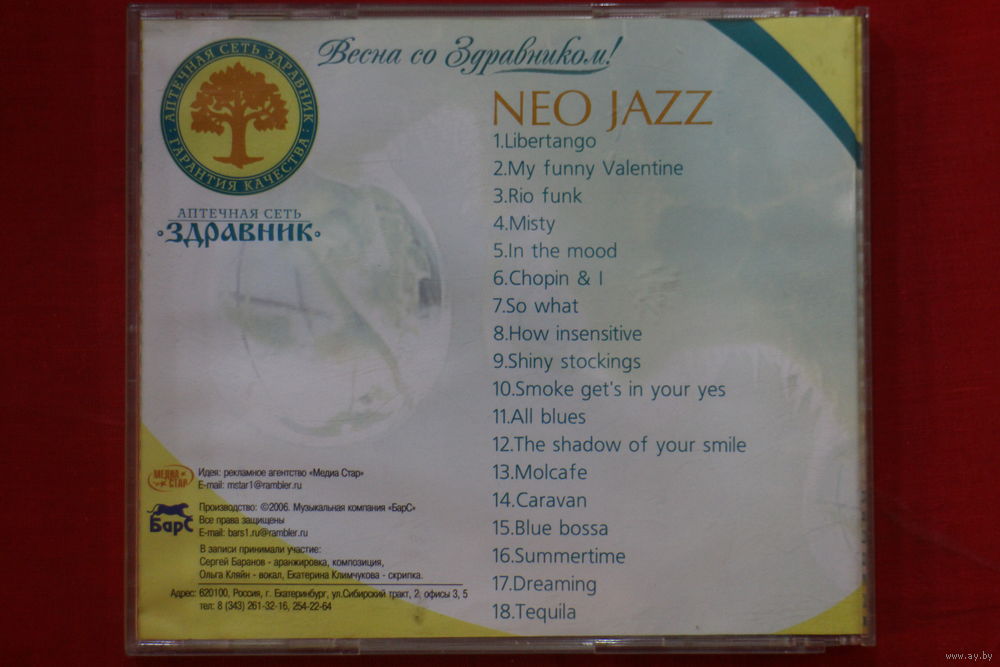 Весна со Здравником!
АПТЕЧНАЯ СЕТЬ ЗДРАВНИК
ГАРАНТИЯ КАЧЕСТВА
АПТЕЧНАЯ СЕТЬ
ЗДРАВНИК
NEO JAZZ
1.Libertango
2.My funny Valentine
3.Rio funk
4.Misty
5.In the mood
6.Chopin & I
7.So what
8.How insensitive
9.Shiny stockings
10.Smoke get's in your yes
11.All blues
12.The shadow of your smile
13.Molcafe
14.Caravan
15.Blue bossa
16.Summertime
17.Dreaming
18.Tequila
МЕДИА СТАР
Идея: рекламное агентство «Медиа Стар»
E-mail: mstar1@rambler.ru
БарС
Производство: ©2006. Музыкальная компания «БарС»
Все права защищены
E-mail: bars1.ru@rambler.ru
В записи принимали участие:
Сергей Баранов - аранжировка, композиция,
Ольга Кляйн - вокал, Екатерина Климчукова - скрипка.
Адрес: 620100, Россия, г. Екатеринбург, ул.Сибирский тракт, 2, офисы 3, 5
тел: 8 (343) 261-32-16, 254-22-64
www.ay.by